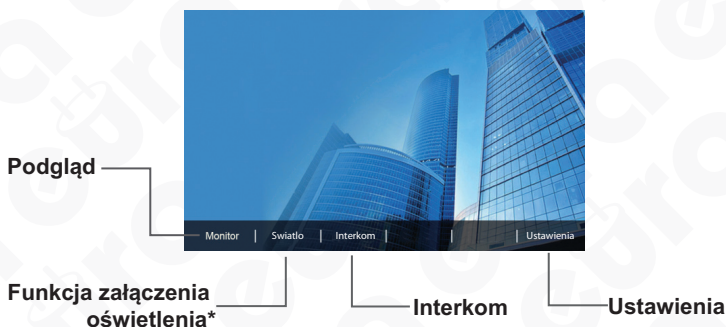 Podgląd
Monitor | Swiatlo | Interkom | | | Ustawienia
Funkcja załączenia
oświetlenia*
Interkom
Ustawienia